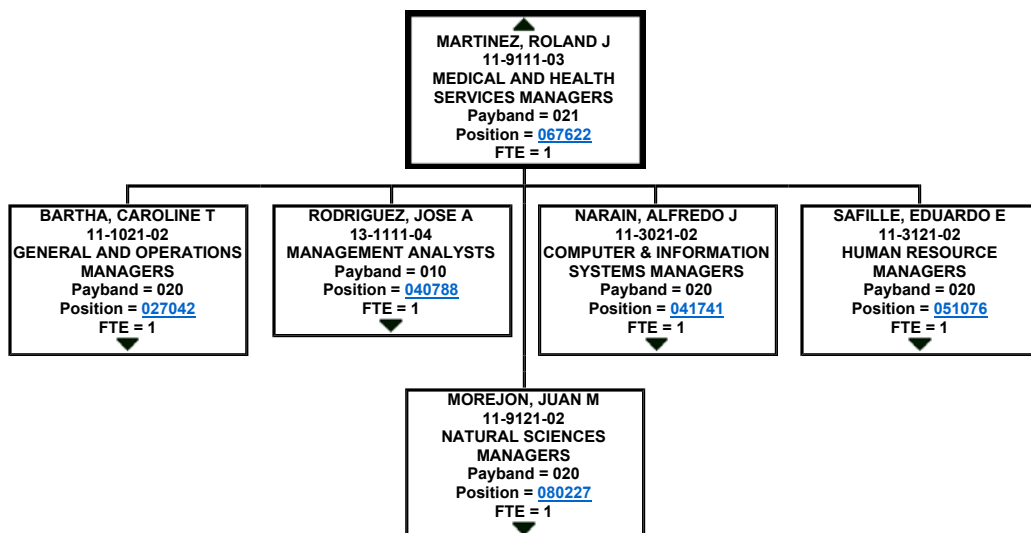 MARTINEZ, ROLAND J
11-9111-03
MEDICAL AND HEALTH
SERVICES MANAGERS
Payband = 021
Position = 067622
FTE = 1
BARTHA, CAROLINE T
11-1021-02
GENERAL AND OPERATIONS
MANAGERS
Payband = 020
Position = 027042
FTE = 1
RODRIGUEZ, JOSE A
13-1111-04
MANAGEMENT ANALYSTS
Payband = 010
Position = 040788
FTE = 1
NARAIN, ALFREDO J
11-3021-02
COMPUTER & INFORMATION
SYSTEMS MANAGERS
Payband = 020
Position = 041741
FTE = 1
SAFILLE, EDUARDO E
11-3121-02
HUMAN RESOURCE
MANAGERS
Payband = 020
Position = 051076
FTE = 1
MOREJON, JUAN M
11-9121-02
NATURAL SCIENCES
MANAGERS
Payband = 020
Position = 080227
FTE = 1